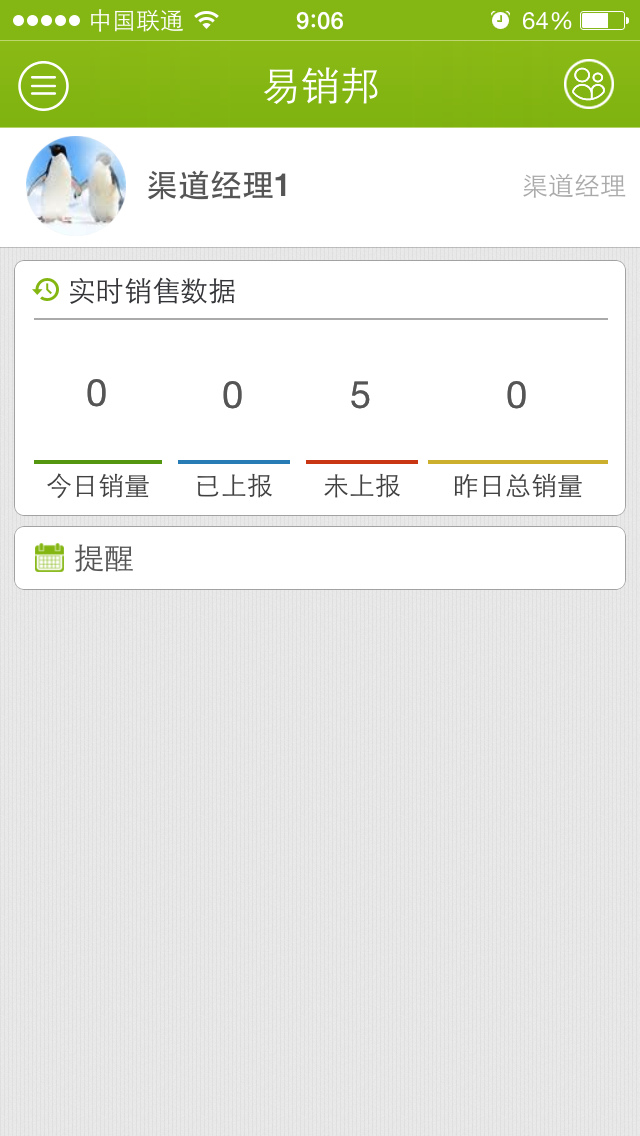 中国联通 9:06 64%
易销邦
渠道经理1 渠道经理
实时销售数据
0 0 5 0
今日销量 已上报 未上报 昨日总销量
提醒